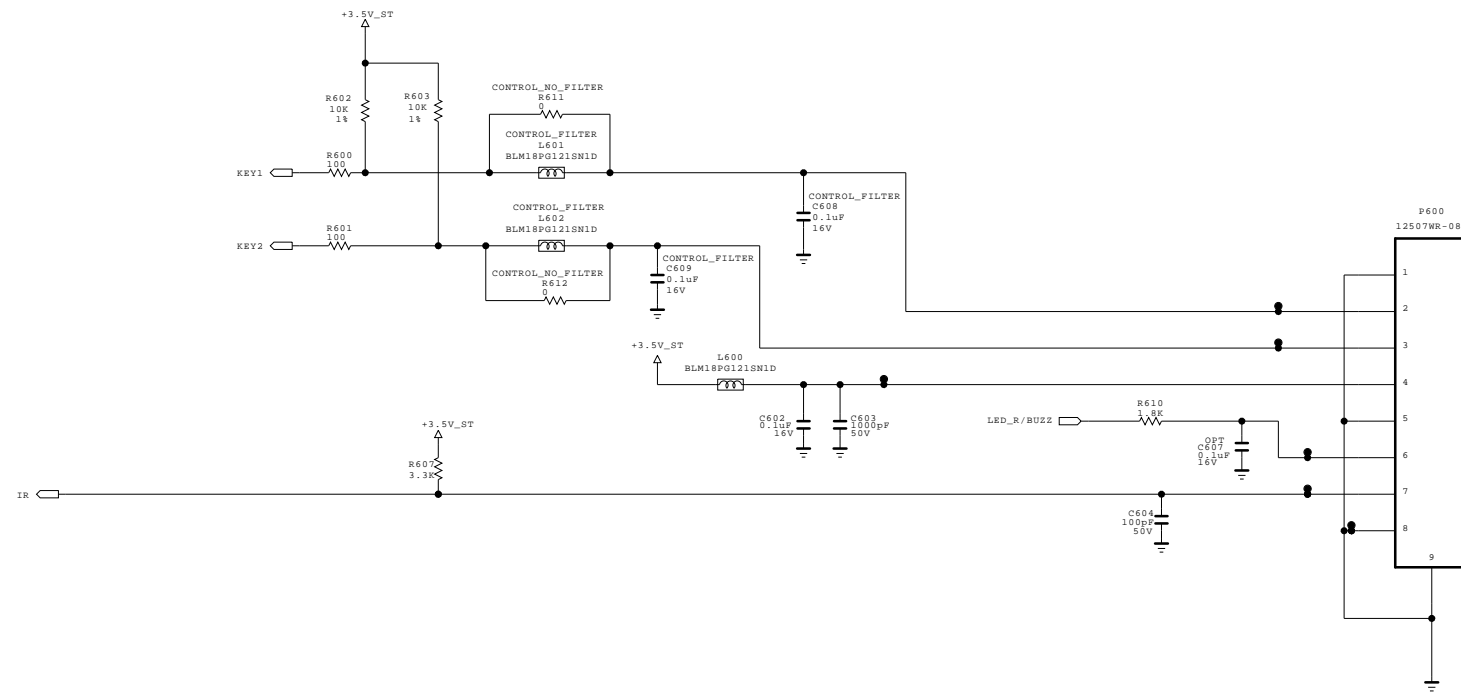 +3.5V_ST
R602
10K
1%
R603
10K
1%
CONTROL_NO_FILTER
R611
0
CONTROL_FILTER
L601
BLM18PG121SN1D
R600
100
KEY1
CONTROL_FILTER
C608
0.1uF
16V
CONTROL_FILTER
L602
BLM18PG121SN1D
R601
100
KEY2
CONTROL_FILTER
C609
0.1uF
16V
CONTROL_NO_FILTER
R612
0
P600
12507WR-08
1
2
3
4
5
6
7
8
9
+3.5V_ST
L600
BLM18PG121SN1D
C602
0.1uF
16V
C603
1000pF
50V
LED_R/BUZZ
R610
1.8K
OPT
C607
0.1uF
16V
+3.5V_ST
R607
3.3K
IR
C604
100pF
50V